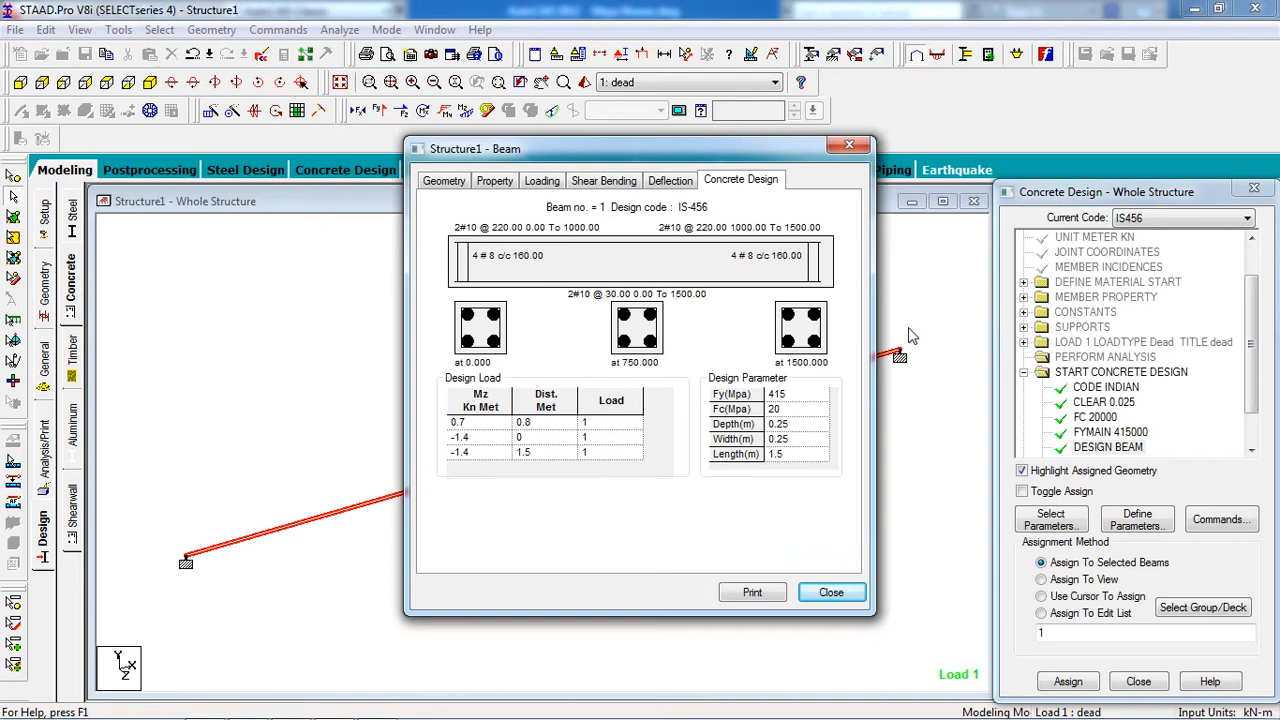 STAAD.Pro V8i (SELECTseries 4) - Structure1
File Edit View Tools Select Geometry Commands Analyze Mode Window Help
1: dead
Modeling Postprocessing Steel Design Concrete Design Piping Earthquake
Structure1 - Whole Structure
Setup
General
Analysis/Print
Design
Steel
Concrete
Timber
Aluminum
Shearwall
Load 1
Structure1 - Beam
Geometry Property Loading Shear Bending Deflection Concrete Design
Beam no. = 1 Design code : IS-456
2#10 @ 220.00 0.00 To 1000.00 2#10 @ 220.00 1000.00 To 1500.00
4 # 8 c/c 160.00 4 # 8 c/c 160.00
2#10 @ 30.00 0.00 To 1500.00
at 0.000 at 750.000 at 1500.000
Design Load
Mz Kn Met Dist. Met Load
0.7 0.8 1
-1.4 0 1
-1.4 1.5 1
Design Parameter
Fy(Mpa) 415
Fc(Mpa) 20
Depth(m) 0.25
Width(m) 0.25
Length(m) 1.5
Print Close
Concrete Design - Whole Structure
Current Code: IS456
UNIT METER KN
JOINT COORDINATES
MEMBER INCIDENCES
DEFINE MATERIAL START
MEMBER PROPERTY
CONSTANTS
SUPPORTS
LOAD 1 LOADTYPE Dead TITLE dead
PERFORM ANALYSIS
START CONCRETE DESIGN
CODE INDIAN
CLEAR 0.025
FC 20000
FYMAIN 415000
DESIGN BEAM
Highlight Assigned Geometry
Toggle Assign
Select Parameters.. Define Parameters.. Commands...
Assignment Method
Assign To Selected Beams
Assign To View
Use Cursor To Assign
Assign To Edit List
Select Group/Deck
1
Assign Close Help
For Help, press F1
Modeling Mo Load 1 : dead Input Units: kN-m